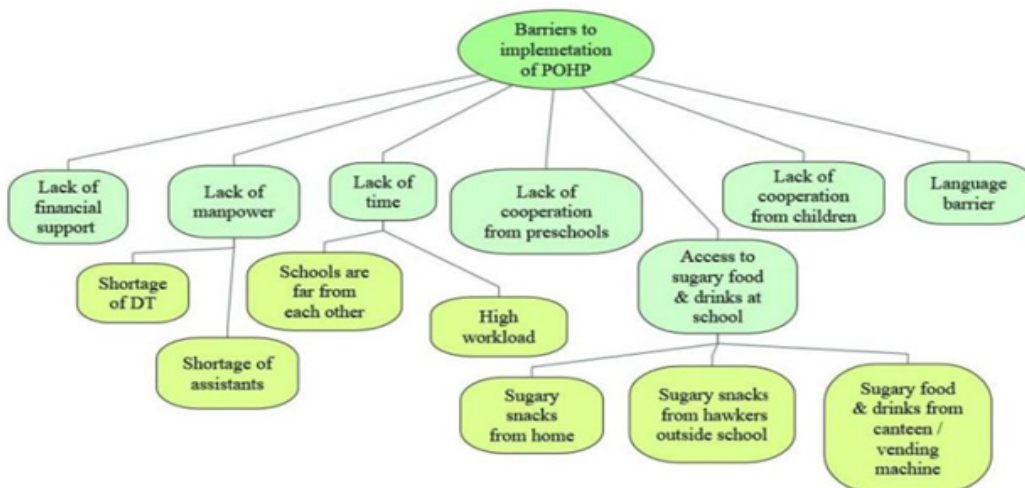 Barriers to
implemetation
of POHP
Lack of
financial
support
Lack of
manpower
Lack of
time
Lack of
cooperation
from preschools
Access to
sugary food
& drinks at
school
Lack of
cooperation
from children
Language
barrier
Shortage
of DT
Shortage of
assistants
Schools are
far from
each other
High
workload
Sugary
snacks
from home
Sugary snacks
from hawkers
outside school
Sugary food
& drinks from
canteen /
vending
machine